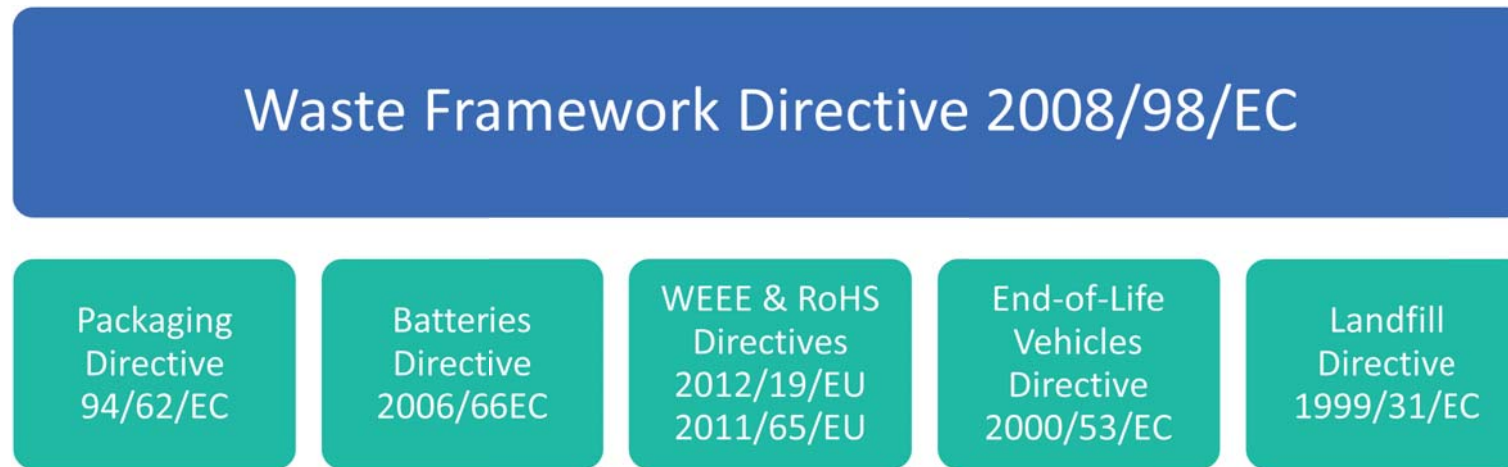 Waste Framework Directive 2008/98/EC
Packaging
Directive
94/62/EC
Batteries
Directive
2006/66EC
WEEE & RoHS
Directives
2012/19/EU
2011/65/EU
End-of-Life
Vehicles
Directive
2000/53/EC
Landfill
Directive
1999/31/EC